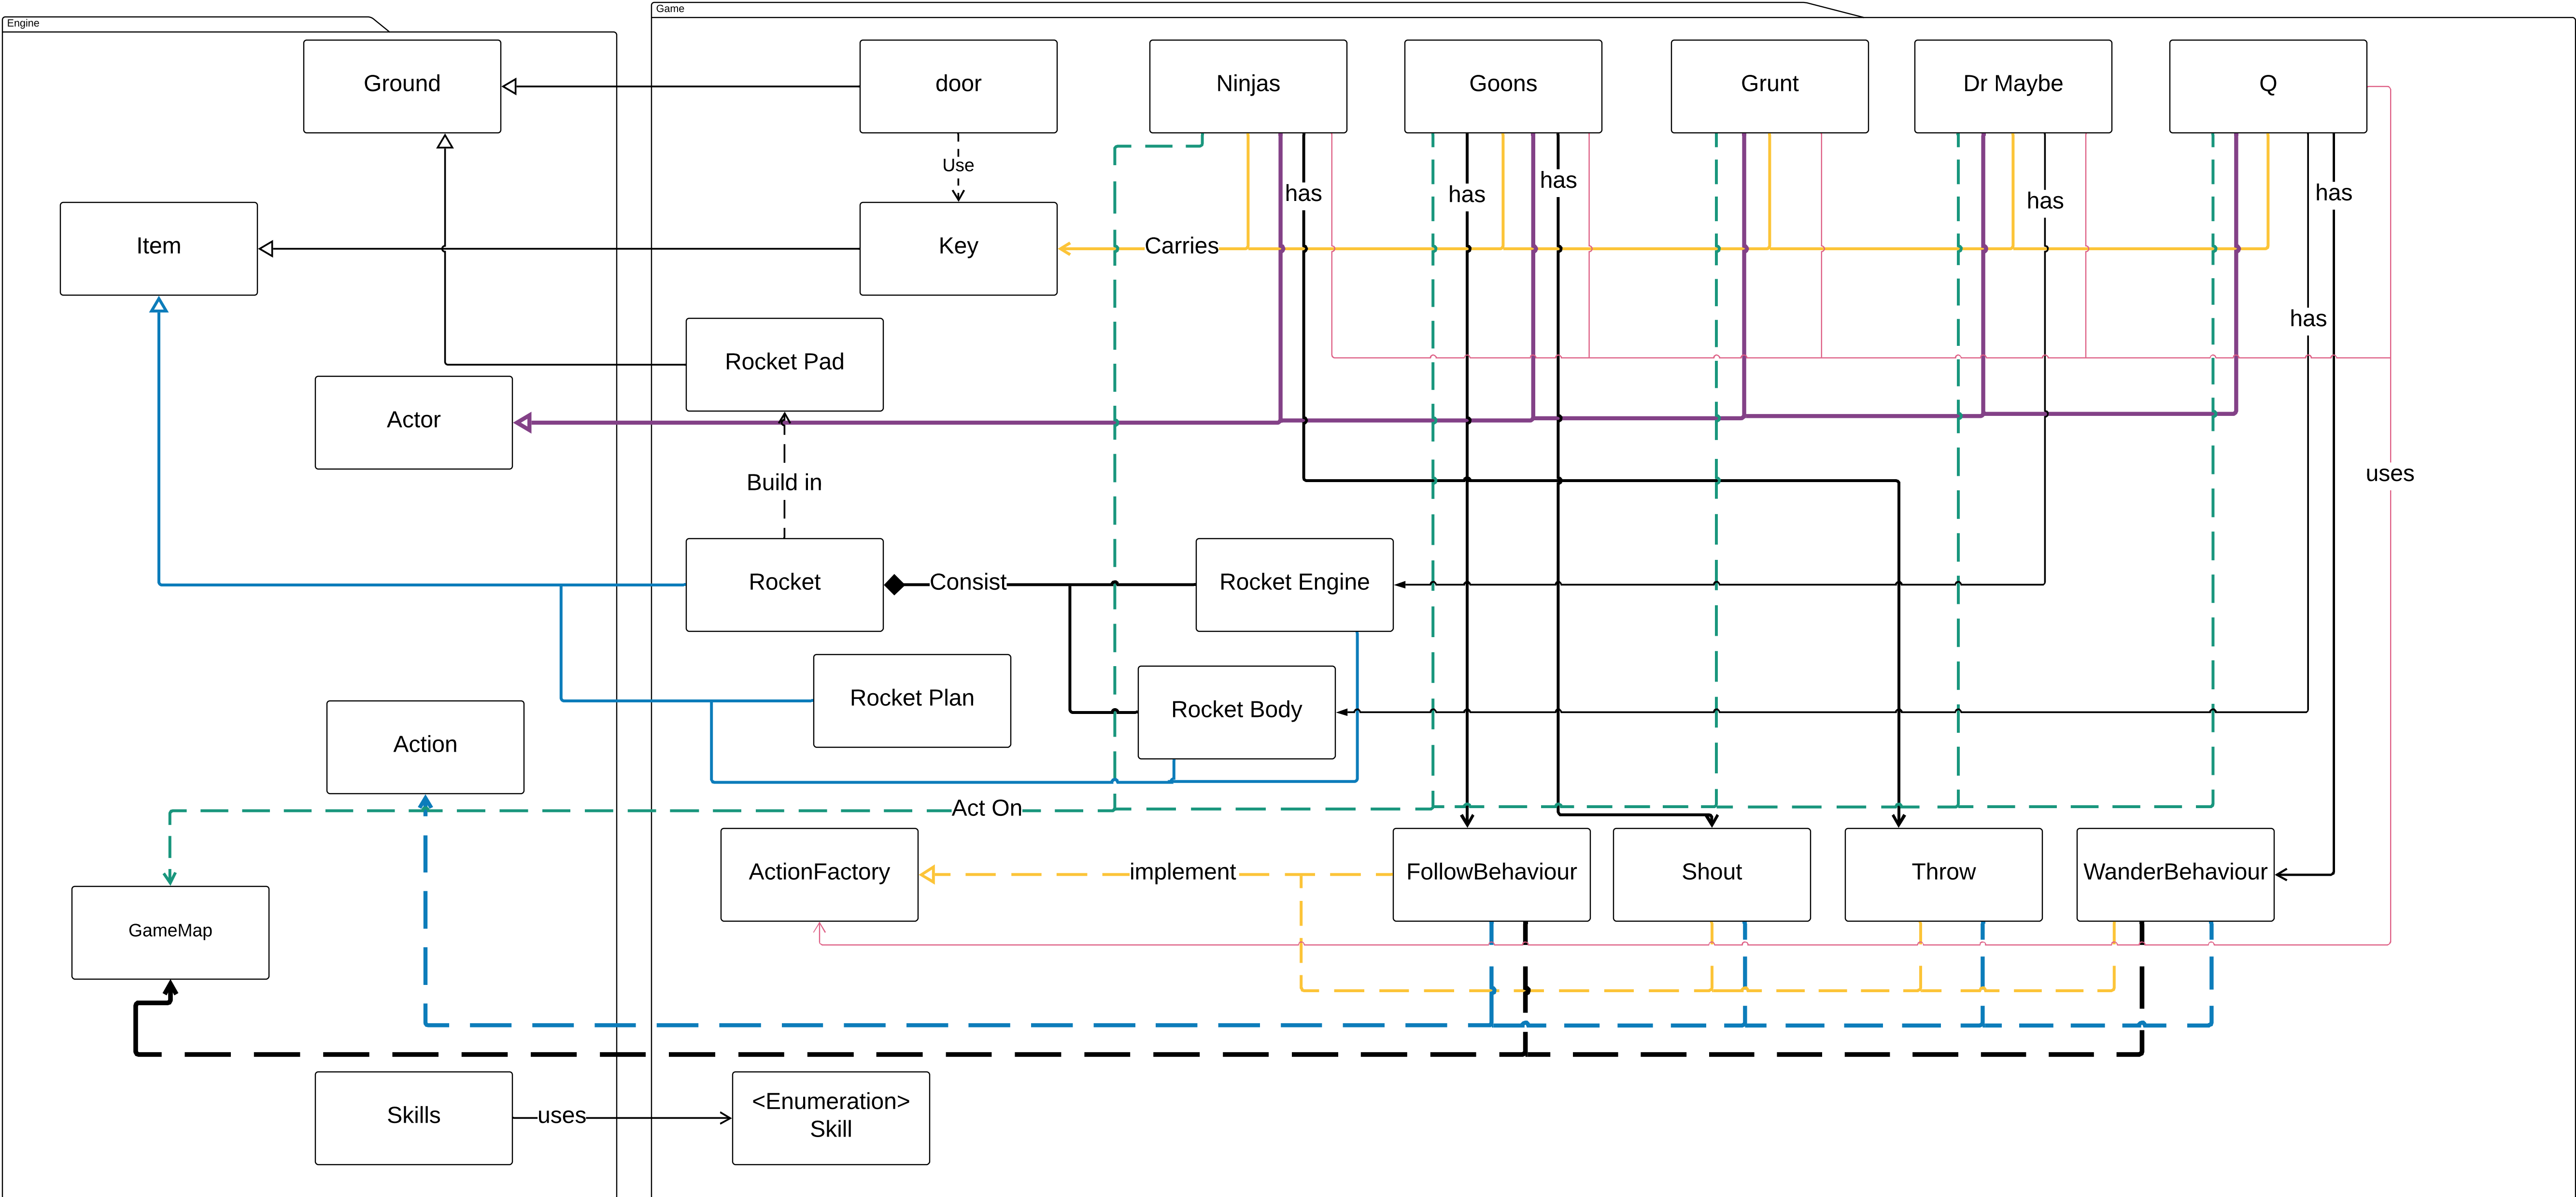 Engine
Game
Ground
door
Ninjas
Goons
Grunt
Dr Maybe
Q
Use
has
has
has
has
has
Item
Key
Carries
has
Rocket Pad
Actor
uses
Build in
Rocket
Consist
Rocket Engine
Rocket Plan
Rocket Body
Action
Act On
ActionFactory
implement
FollowBehaviour
Shout
Throw
WanderBehaviour
GameMap
Skills
uses
<Enumeration>
Skill